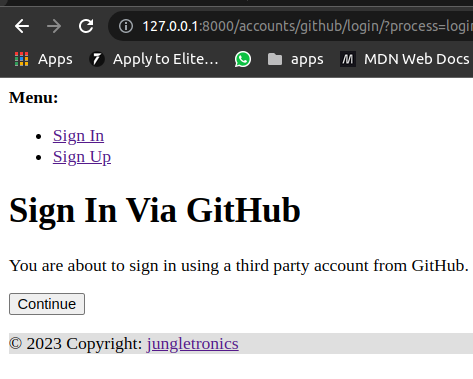 127.0.0.1:8000/accounts/github/login/?process=login
Apps Apply to Elite… apps MDN Web Docs
Menu:
Sign In
Sign Up
Sign In Via GitHub
You are about to sign in using a third party account from GitHub.
Continue
© 2023 Copyright: jungletronics